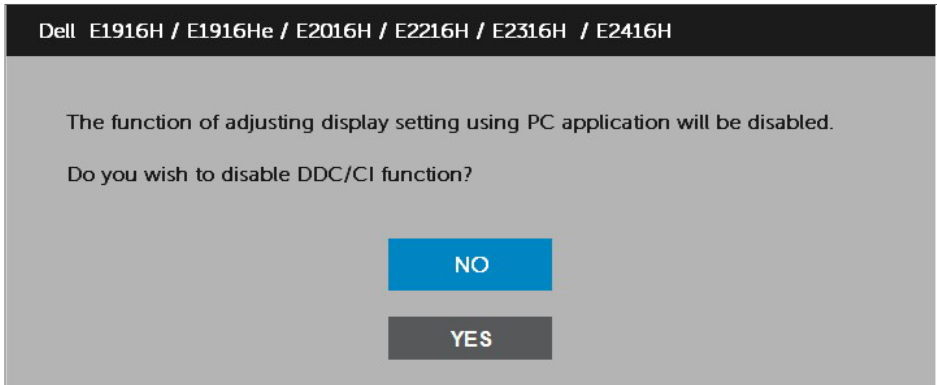 Dell E1916H / E1916He / E2016H / E2216H / E2316H / E2416H
The function of adjusting display setting using PC application will be disabled.
Do you wish to disable DDC/CI function?
NO
YES